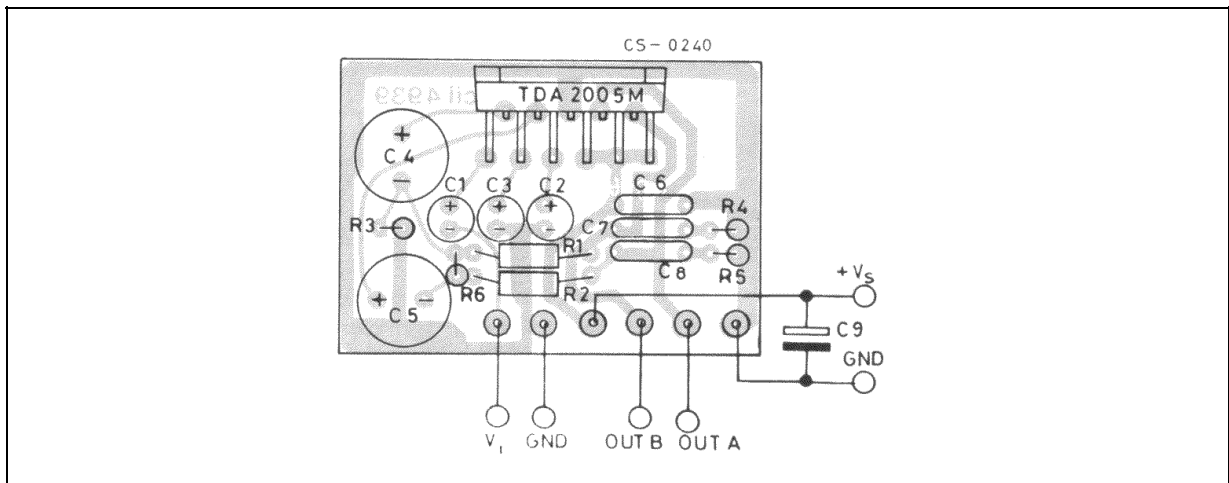 CS-0240
TDA 2005M
+
C4
-
C1 C3 C2
+ + +
- - -
C6
R4
R3
C7
R1
C8
R5
+Vs
R6
R2
+ -
C5
C9
GND
VI GND OUT B OUT A